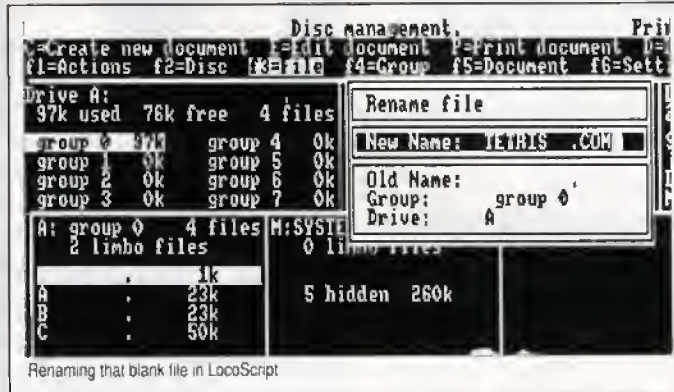 Disc management. Pri
C=Create new document E=Edit document P=Print document D=
f1=Actions f2=Disc f3=File f4=Group f5=Document f6=Sett
Drive A:
97k used 76k free 4 files
group 0 97k group 4 0k
group 1 0k group 5 0k
group 2 0k group 6 0k
group 3 0k group 7 0k
Rename file
New Name: TETRIS .COM
Old Name: .
Group: group 0
Drive: A
A: group 0 4 files
2 limbo files
. 1k
A . 23k
B . 23k
C . 50k
M:SYSTE
0 limbo files
5 hidden 260k
Renaming that blank file in LocoScript